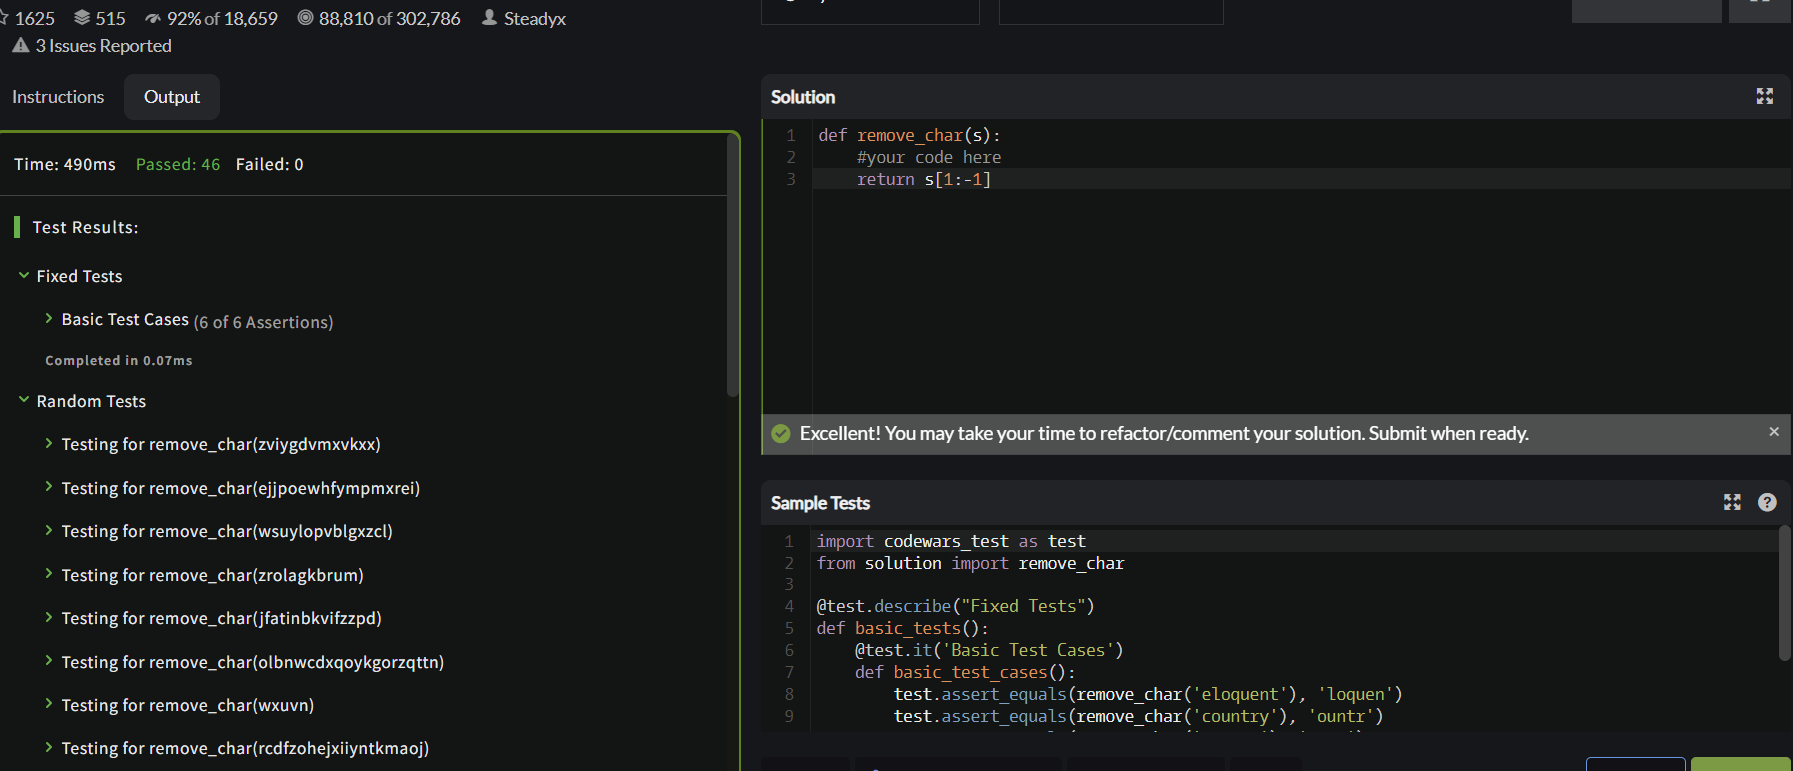 1625 515 92% of 18,659 88,810 of 302,786 Steadyx
3 Issues Reported
Instructions Output
Time: 490ms Passed: 46 Failed: 0
Test Results:
Fixed Tests
Basic Test Cases (6 of 6 Assertions)
Completed in 0.07ms
Random Tests
Testing for remove_char(zviygdvmxvkxx)
Testing for remove_char(ejjpoewhfympmxrei)
Testing for remove_char(wsuylopvblgxzcl)
Testing for remove_char(zrolagkbrum)
Testing for remove_char(jfatinbkvifzzpd)
Testing for remove_char(olbnwcdxqoykgorzqttn)
Testing for remove_char(wxuvn)
Testing for remove_char(rcdfzohejxiiyntkmaoj)
Solution
1 def remove_char(s):
2 #your code here
3 return s[1:-1]
Excellent! You may take your time to refactor/comment your solution. Submit when ready. ×
Sample Tests ?
1 import codewars_test as test
2 from solution import remove_char
3
4 @test.describe("Fixed Tests")
5 def basic_tests():
6 @test.it('Basic Test Cases')
7 def basic_test_cases():
8 test.assert_equals(remove_char('eloquent'), 'loquen')
9 test.assert_equals(remove_char('country'), 'ountr')